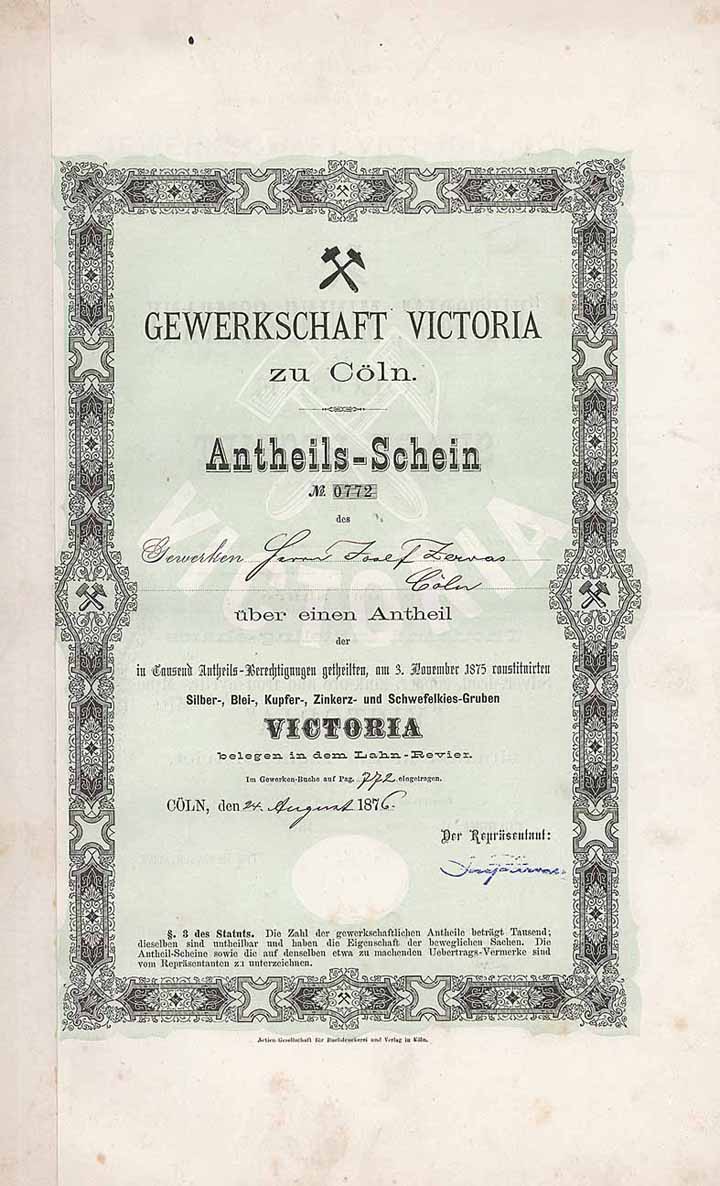 GEWERKSCHAFT VICTORIA
zu Cöln.
Antheils-Schein
№ 0772
des
Gewerken Herrn Josef Zervas
Cöln
über einen Antheil
der
in Tausend Antheils-Berechtigungen getheilten, am 3. November 1875 constituirten
Silber-, Blei-, Kupfer-, Zinkerz- und Schwefelkies-Gruben
VICTORIA
belegen in dem Lahn-Revier.
Im Gewerken-Buche auf Pag. 772 eingetragen.
CÖLN, den 24. August 1876.
Der Repräsentant:
§. 3 des Statuts. Die Zahl der gewerkschaftlichen Antheile beträgt Tausend;
dieselben sind untheilbar und haben die Eigenschaft der beweglichen Sachen. Die
Antheil-Scheine sowie die auf denselben etwa zu machenden Uebertrags-Vermerke sind
vom Repräsentanten zu unterzeichnen.
Actien-Gesellschaft für Buchdruckerei und Verlag in Köln.
VICTORIA